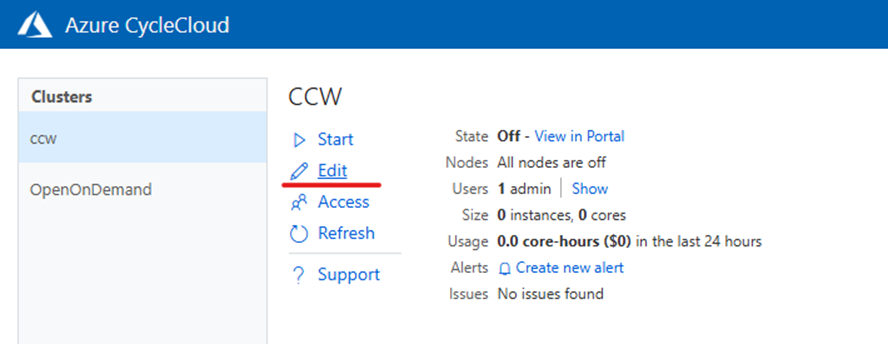 Azure CycleCloud
Clusters
ccw
OpenOnDemand
CCW
Start
Edit
Access
Refresh
Support
State Off - View in Portal
Nodes All nodes are off
Users 1 admin Show
Size 0 instances, 0 cores
Usage 0.0 core-hours ($0) in the last 24 hours
Alerts Create new alert
Issues No issues found